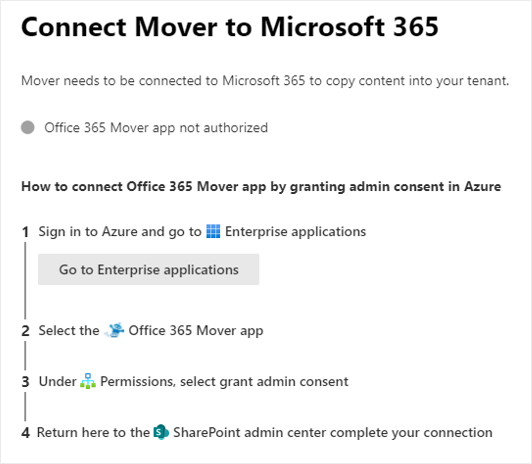 Connect Mover to Microsoft 365
Mover needs to be connected to Microsoft 365 to copy content into your tenant.
Office 365 Mover app not authorized
How to connect Office 365 Mover app by granting admin consent in Azure
1 Sign in to Azure and go to Enterprise applications
Go to Enterprise applications
2 Select the Office 365 Mover app
3 Under Permissions, select grant admin consent
4 Return here to the SharePoint admin center complete your connection